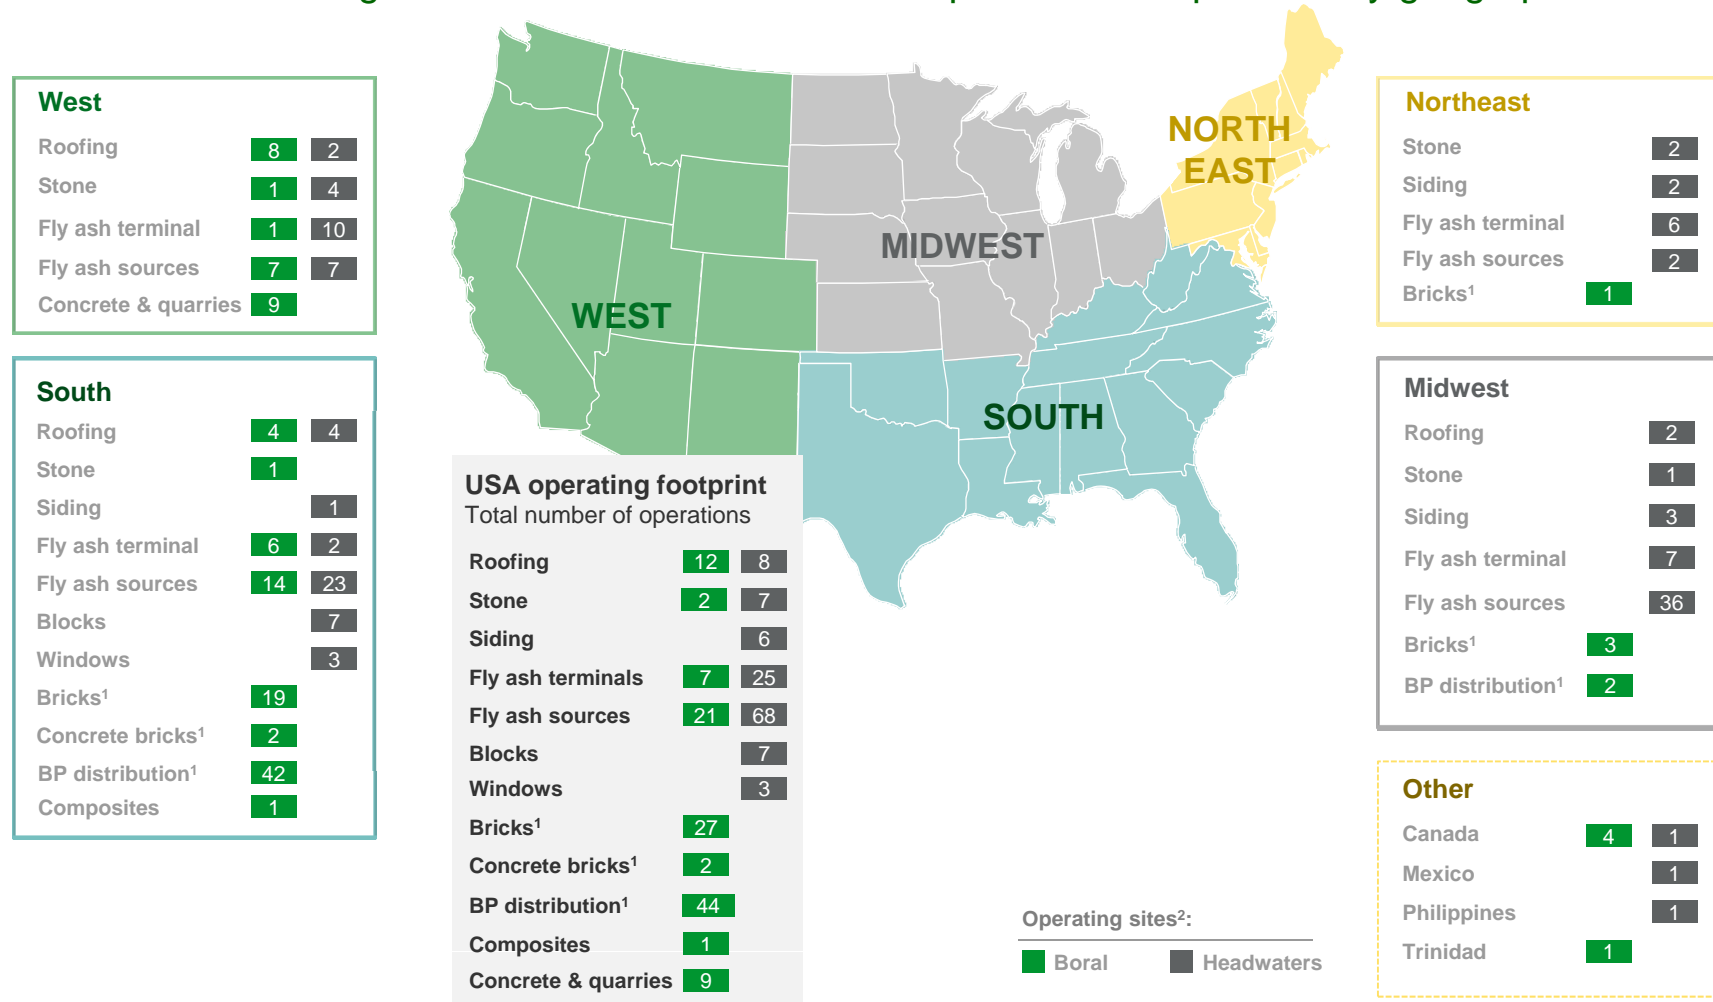 West
Roofing 8 2
Stone 1 4
Fly ash terminal 1 10
Fly ash sources 7 7
Concrete & quarries 9
South
Roofing 4 4
Stone 1
Siding 1
Fly ash terminal 6 2
Fly ash sources 14 23
Blocks 7
Windows 3
Bricks¹ 19
Concrete bricks¹ 2
BP distribution¹ 42
Composites 1
WEST
MIDWEST
NORTH
EAST
SOUTH
USA operating footprint
Total number of operations
Roofing 12 8
Stone 2 7
Siding 6
Fly ash terminals 7 25
Fly ash sources 21 68
Blocks 7
Windows 3
Bricks¹ 27
Concrete bricks¹ 2
BP distribution¹ 44
Composites 1
Concrete & quarries 9
Operating sites²:
Boral Headwaters
Northeast
Stone 2
Siding 2
Fly ash terminal 6
Fly ash sources 2
Bricks¹ 1
Midwest
Roofing 2
Stone 1
Siding 3
Fly ash terminal 7
Fly ash sources 36
Bricks¹ 3
BP distribution¹ 2
Other
Canada 4 1
Mexico 1
Philippines 1
Trinidad 1